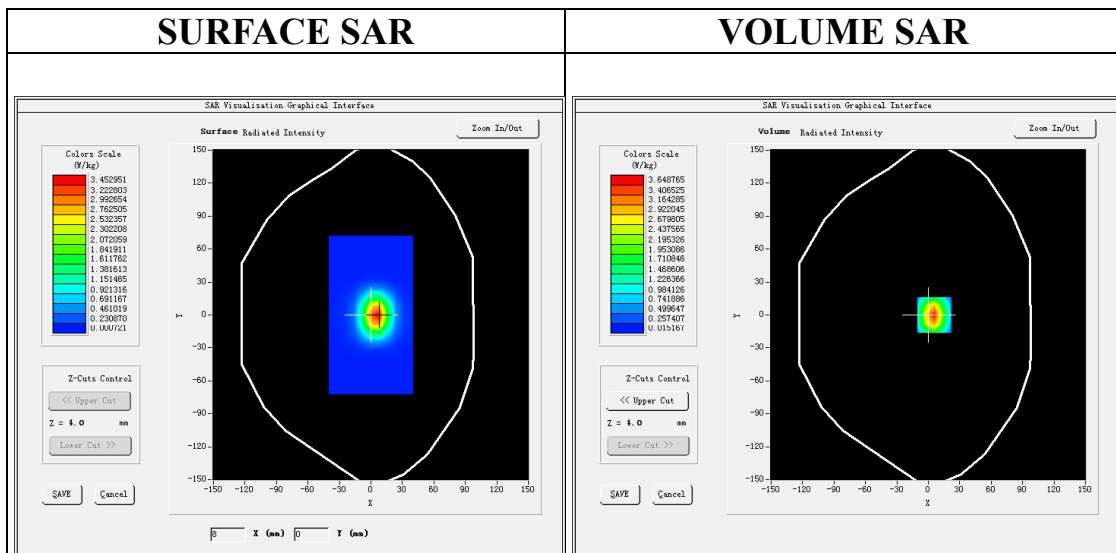 SURFACE SAR
VOLUME SAR
SAR Visualisation Graphical Interface
Surface Radiated Intensity
Zoom In/Out
Colors Scale
(W/kg)
3.452951
3.222803
2.992654
2.762505
2.532357
2.302208
2.072059
1.841911
1.611762
1.381613
1.151465
0.921316
0.691167
0.461019
0.230870
0.000721
Z-Cuts Control
<< Upper Cut
Z = 4.0 mm
Lower Cut >>
SAVE Cancel
150
120
90
60
30
0
-30
-60
-90
-120
-150
Y
-150 -120 -90 -60 -30 0 30 60 90 120 150
X
8 X (mm) 0 Y (mm)
SAR Visualisation Graphical Interface
Volume Radiated Intensity
Zoom In/Out
Colors Scale
(W/kg)
3.648765
3.406525
3.164285
2.922045
2.679805
2.437565
2.195326
1.953086
1.710846
1.468606
1.226366
0.984126
0.741886
0.499647
0.257407
0.015167
Z-Cuts Control
<< Upper Cut
Z = 4.0 mm
Lower Cut >>
SAVE Cancel
150
120
90
60
30
0
-30
-60
-90
-120
-150
Y
-150 -120 -90 -60 -30 0 30 60 90 120 150
X